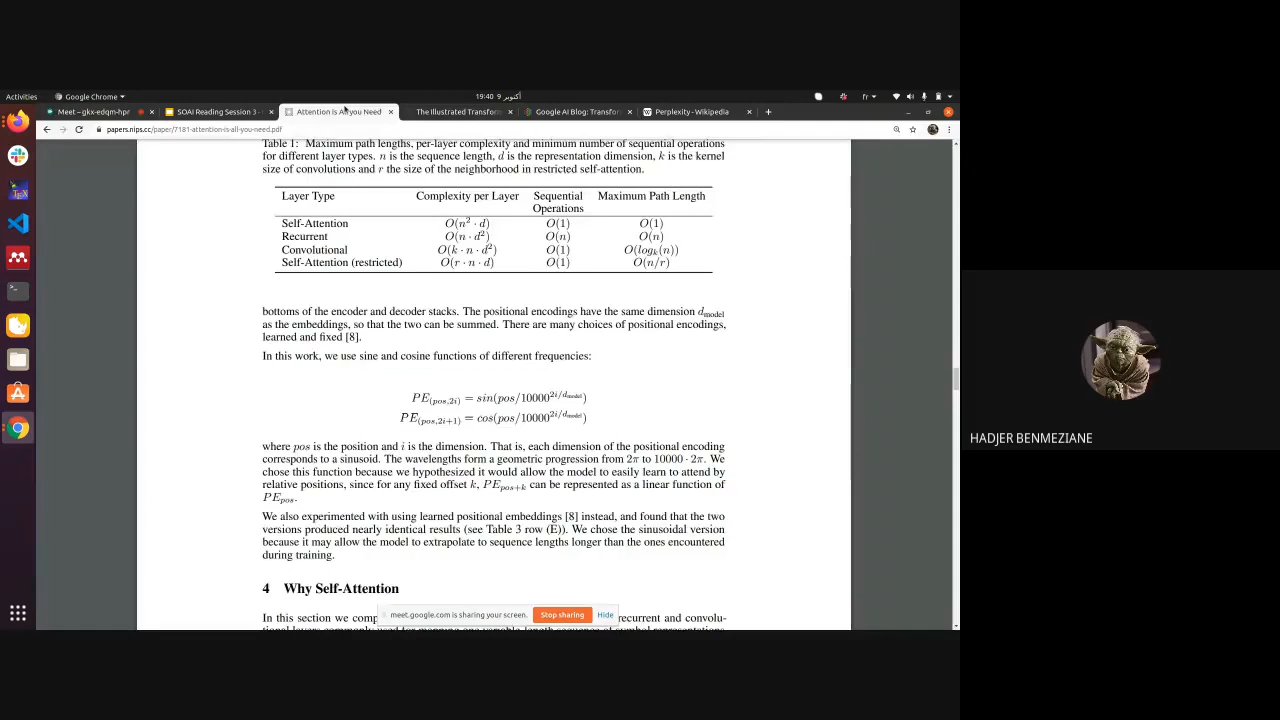 Activities
Google Chrome
19:40 9 أكتوبر
fr
Meet – gkx-edqm-hpr
SOAI Reading Session 3 -
Attention Is All you Need
The Illustrated Transform
Google AI Blog: Transfor
Perplexity - Wikipedia
papers.nips.cc/paper/7181-attention-is-all-you-need.pdf
Table 1: Maximum path lengths, per-layer complexity and minimum number of sequential operations
for different layer types. n is the sequence length, d is the representation dimension, k is the kernel
size of convolutions and r the size of the neighborhood in restricted self-attention.
Layer Type Complexity per Layer Sequential Maximum Path Length
Operations
Self-Attention O(n² · d) O(1) O(1)
Recurrent O(n · d²) O(n) O(n)
Convolutional O(k · n · d²) O(1) O(logₖ(n))
Self-Attention (restricted) O(r · n · d) O(1) O(n/r)
bottoms of the encoder and decoder stacks. The positional encodings have the same dimension d_model
as the embeddings, so that the two can be summed. There are many choices of positional encodings,
learned and fixed [8].
In this work, we use sine and cosine functions of different frequencies:
PE_(pos,2i) = sin(pos/10000^(2i/d_model))
PE_(pos,2i+1) = cos(pos/10000^(2i/d_model))
where pos is the position and i is the dimension. That is, each dimension of the positional encoding
corresponds to a sinusoid. The wavelengths form a geometric progression from 2π to 10000 · 2π. We
chose this function because we hypothesized it would allow the model to easily learn to attend by
relative positions, since for any fixed offset k, PE_pos+k can be represented as a linear function of
PE_pos.
We also experimented with using learned positional embeddings [8] instead, and found that the two
versions produced nearly identical results (see Table 3 row (E)). We chose the sinusoidal version
because it may allow the model to extrapolate to sequence lengths longer than the ones encountered
during training.
4 Why Self-Attention
In this section we comp recurrent and convolu-
meet.google.com is sharing your screen.
Stop sharing
Hide
HADJER BENMEZIANE